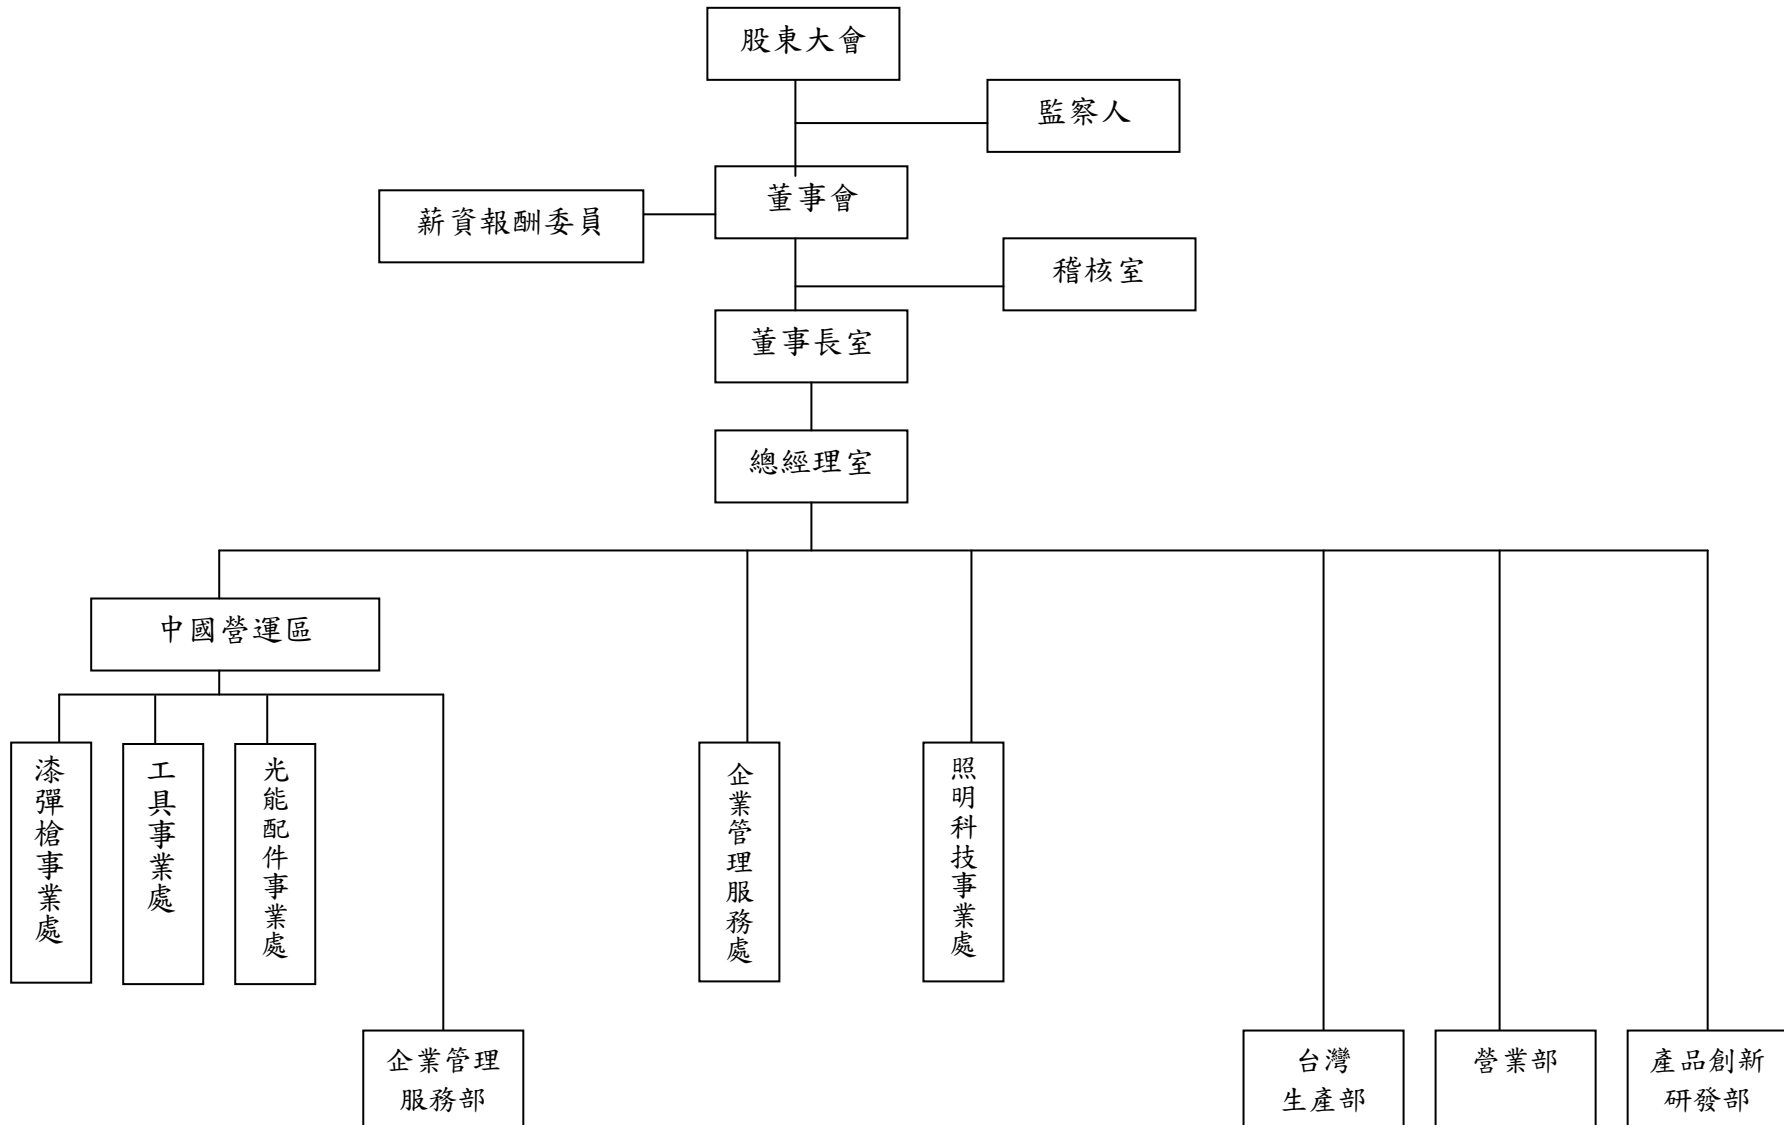 股東大會
監察人
董事會
薪資報酬委員
稽核室
董事長室
總經理室
中國營運區
漆彈槍事業處
工具事業處
光能配件事業處
企業管理服務處
照明科技事業處
企業管理
服務部
台灣
生產部
營業部
產品創新
研發部